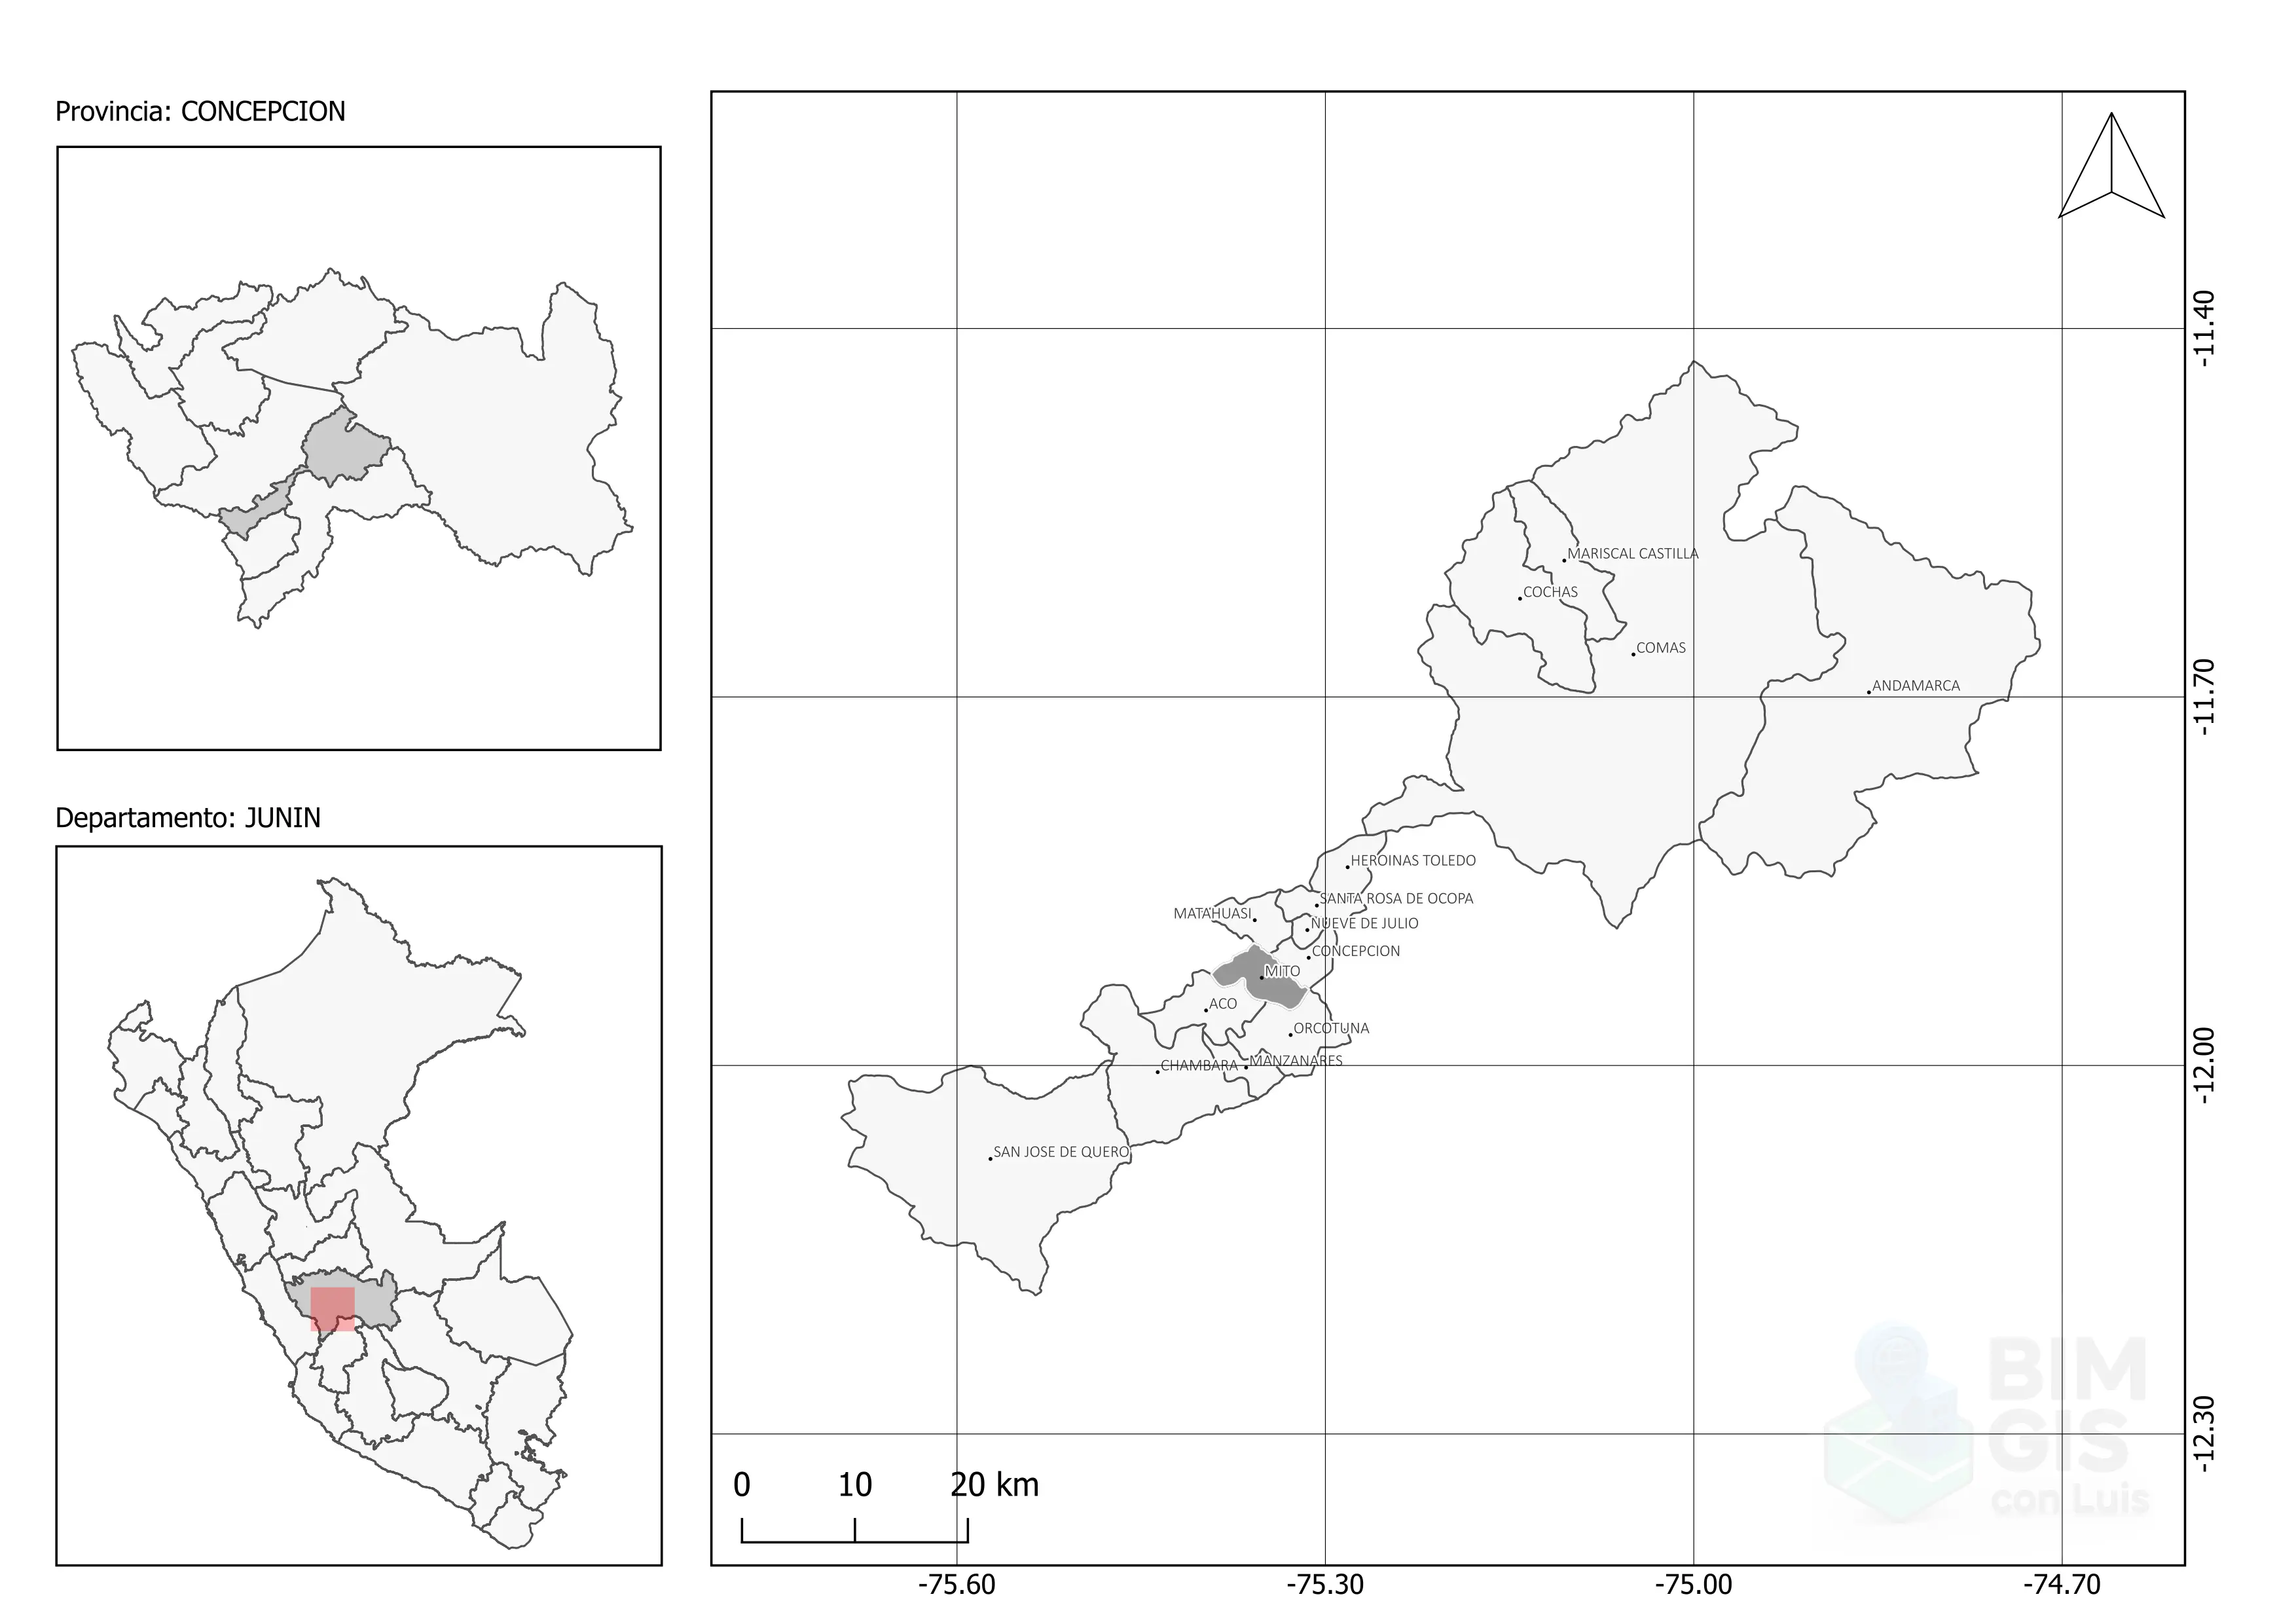 Provincia: CONCEPCION
Departamento: JUNIN
MARISCAL CASTILLA
COCHAS
COMAS
ANDAMARCA
HEROINAS TOLEDO
SANTA ROSA DE OCOPA
MATAHUASI
NUEVE DE JULIO
CONCEPCION
MITO
ACO
ORCOTUNA
MANZANARES
CHAMBARA
SAN JOSE DE QUERO
-11.40
-11.70
-12.00
-12.30
0 10 20 km
-75.60 -75.30 -75.00 -74.70
BIM
GIS
con Luis